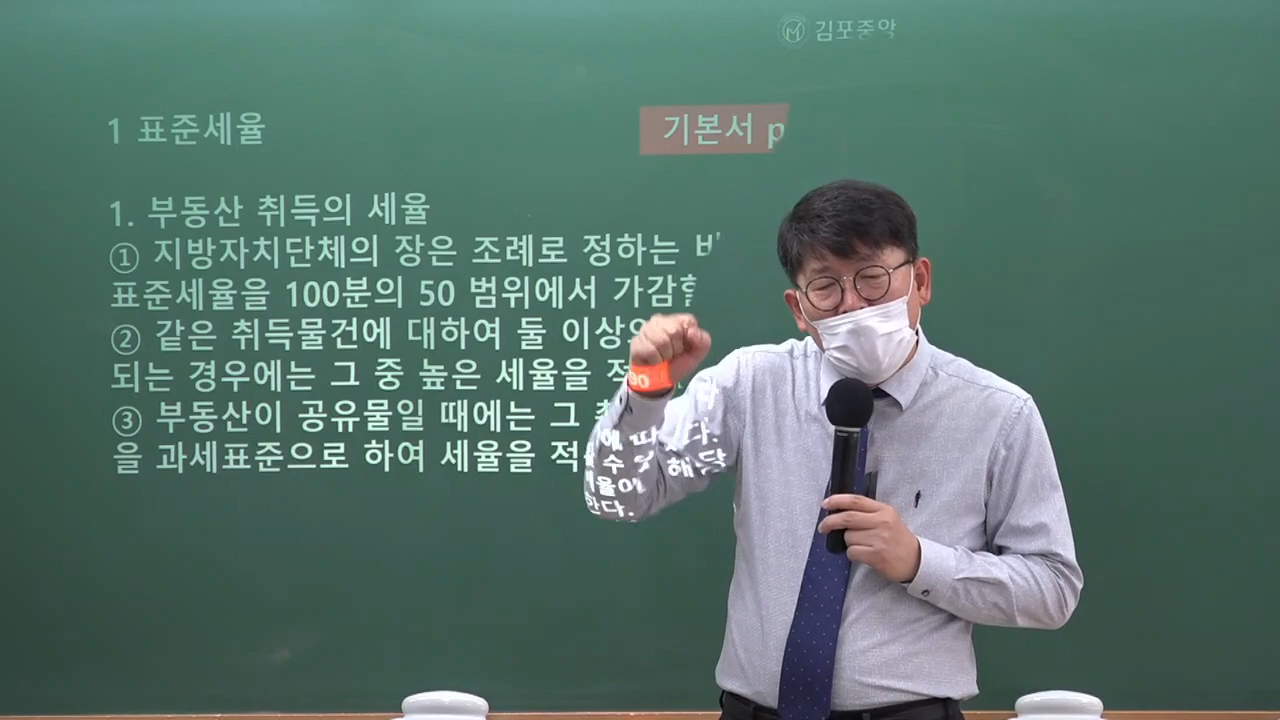 김포중앙
1 표준세율
기본서 p
1. 부동산 취득의 세율
① 지방자치단체의 장은 조례로 정하는
표준세율을 100분의 50 범위에서
② 같은 취득물건에 대하여 둘 이상
되는 경우에는 그 중 높은 세율을
③ 부동산이 공유물일 때에는 그
을 과세표준으로 하여 세율을
수 해당
한다.